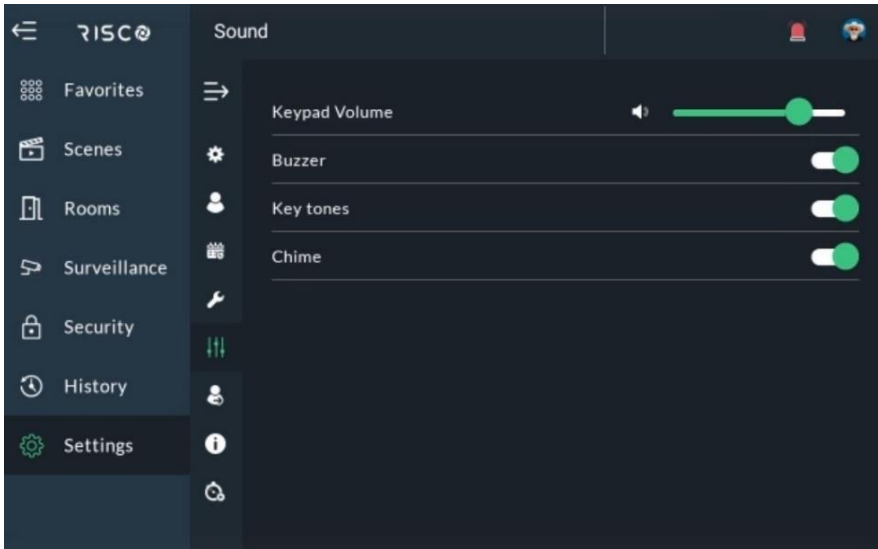 RISCO
Sound
Favorites
Scenes
Rooms
Surveillance
Security
History
Settings
Keypad Volume
Buzzer
Key tones
Chime